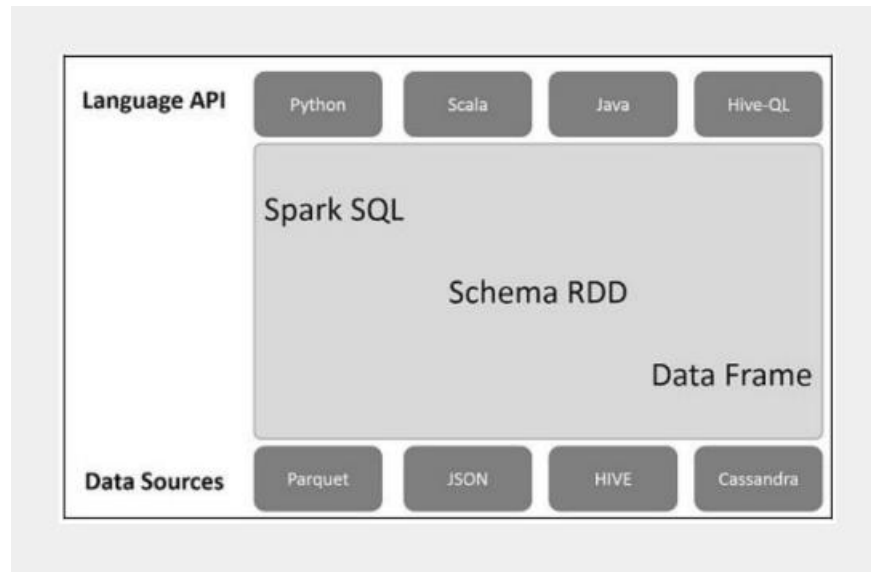 Language API Python Scala Java Hive-QL
Spark SQL
Schema RDD
Data Frame
Data Sources Parquet JSON HIVE Cassandra